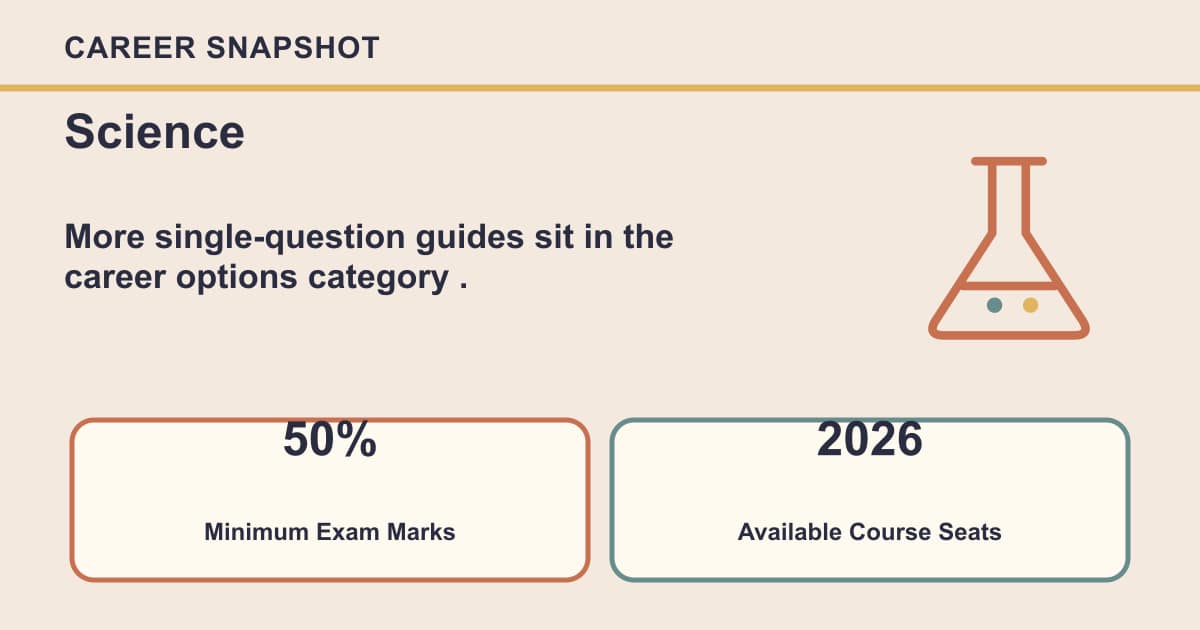 CAREER SNAPSHOT
Science
More single-question guides sit in the
career options category .
50%
Minimum Exam Marks
2026
Available Course Seats